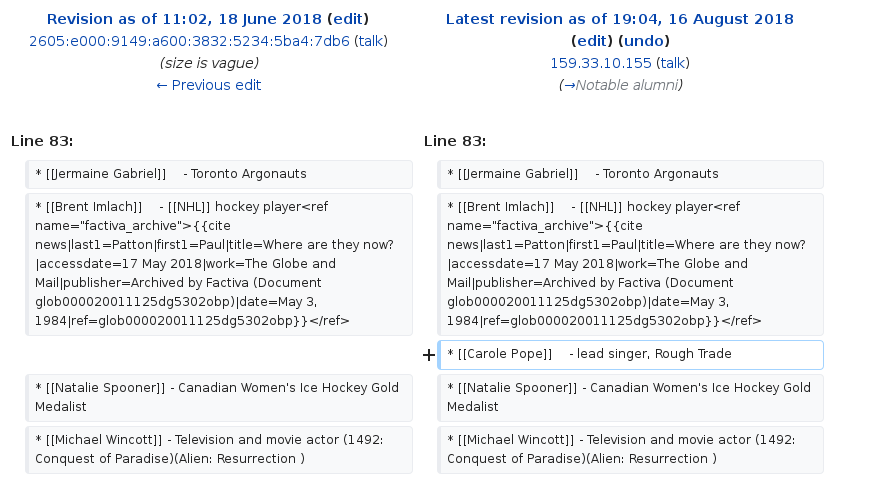 Revision as of 11:02, 18 June 2018 (edit)
2605:e000:9149:a600:3832:5234:5ba4:7db6 (talk)
(size is vague)
← Previous edit
Latest revision as of 19:04, 16 August 2018
(edit) (undo)
159.33.10.155 (talk)
(→Notable alumni)
Line 83:
Line 83:
* [[Jermaine Gabriel]] - Toronto Argonauts
* [[Jermaine Gabriel]] - Toronto Argonauts
* [[Brent Imlach]] - [[NHL]] hockey player<ref
name="factiva_archive">{{cite
news|last1=Patton|first1=Paul|title=Where are they now?
|accessdate=17 May 2018|work=The Globe and
Mail|publisher=Archived by Factiva (Document
glob000020011125dg5302obp)|date=May 3,
1984|ref=glob000020011125dg5302obp}}</ref>
* [[Brent Imlach]] - [[NHL]] hockey player<ref
name="factiva_archive">{{cite
news|last1=Patton|first1=Paul|title=Where are they now?
|accessdate=17 May 2018|work=The Globe and
Mail|publisher=Archived by Factiva (Document
glob000020011125dg5302obp)|date=May 3,
1984|ref=glob000020011125dg5302obp}}</ref>
+ * [[Carole Pope]] - lead singer, Rough Trade
* [[Natalie Spooner]] - Canadian Women's Ice Hockey Gold
Medalist
* [[Natalie Spooner]] - Canadian Women's Ice Hockey Gold
Medalist
* [[Michael Wincott]] - Television and movie actor (1492:
Conquest of Paradise)(Alien: Resurrection )
* [[Michael Wincott]] - Television and movie actor (1492:
Conquest of Paradise)(Alien: Resurrection )